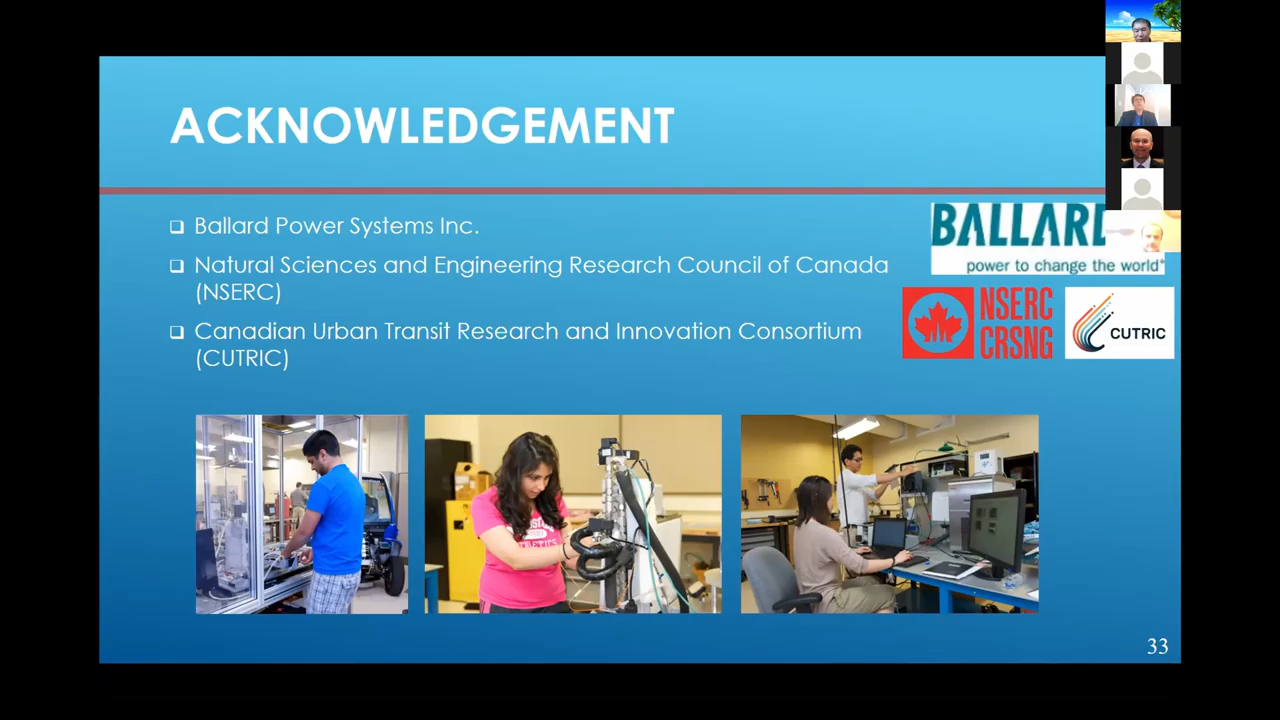 ACKNOWLEDGEMENT
Ballard Power Systems Inc.
Natural Sciences and Engineering Research Council of Canada
(NSERC)
Canadian Urban Transit Research and Innovation Consortium
(CUTRIC)
BALLARD
power to change the world®
NSERC
CRSNG
CUTRIC
33